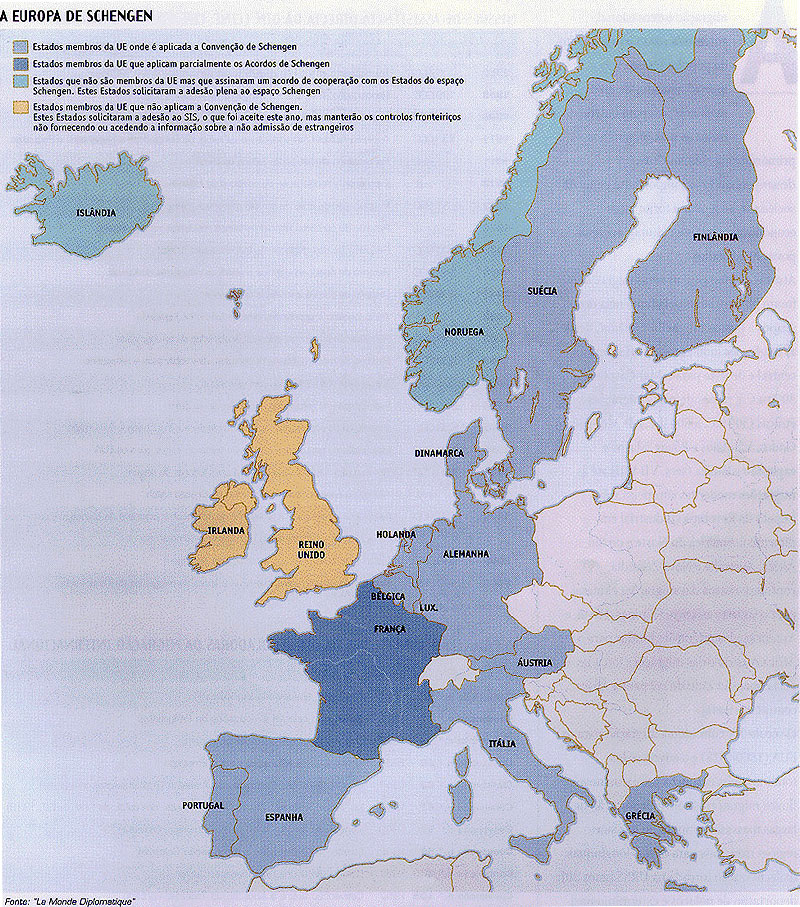 A EUROPA DE SCHENGEN
Estados membros da UE onde é aplicada a Convenção de Schengen
Estados membros da UE que aplicam parcialmente os Acordos de Schengen
Estados que não são membros da UE mas que assinaram um acordo de cooperação com os Estados do espaço
Schengen. Estes Estados solicitaram a adesão plena ao espaço Schengen
Estados membros da UE que não aplicam a Convenção de Schengen.
Estes Estados solicitaram a adesão ao SIS, o que foi aceite este ano, mas manterão os controlos fronteiriços
não fornecendo ou acedendo a informação sobre a não admissão de estrangeiros
ISLÂNDIA
FINLÂNDIA
SUÉCIA
NORUEGA
DINAMARCA
IRLANDA
REINO
UNIDO
HOLANDA
ALEMANHA
BÉLGICA
LUX.
FRANÇA
ÁUSTRIA
ITÁLIA
PORTUGAL
ESPANHA
GRÉCIA
Fonte: "Le Monde Diplomatique"